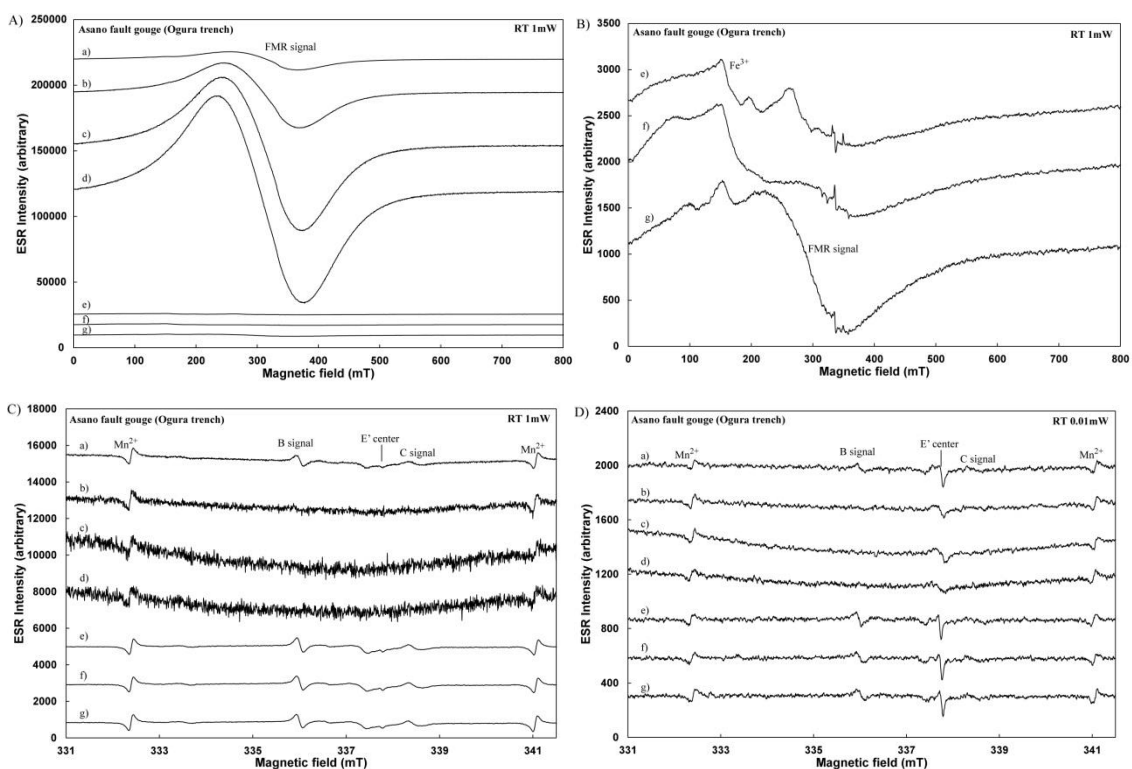 A)
Asano fault gouge (Ogura trench)
RT 1mW
FMR signal
a)
b)
c)
d)
e)
f)
g)
250000
200000
150000
100000
50000
0
ESR Intensity (arbitrary)
0 100 200 300 400 500 600 700 800
Magnetic field (mT)
B)
Asano fault gouge (Ogura trench)
RT 1mW
Fe3+
FMR signal
e)
f)
g)
3500
3000
2500
2000
1500
1000
500
0
ESR Intensity (arbitrary)
0 100 200 300 400 500 600 700 800
Magnetic field (mT)
C)
Asano fault gouge (Ogura trench)
RT 1mW
Mn2+
B signal
E' center
C signal
Mn2+
a)
b)
c)
d)
e)
f)
g)
18000
16000
14000
12000
10000
8000
6000
4000
2000
0
ESR Intensity (arbitrary)
331 333 335 337 339 341
Magnetic field (mT)
D)
Asano fault gouge (Ogura trench)
RT 0.01mW
Mn2+
B signal
E' center
C signal
Mn2+
a)
b)
c)
d)
e)
f)
g)
2400
2000
1600
1200
800
400
0
ESR Intensity (arbitrary)
331 333 335 337 339 341
Magnetic field (mT)